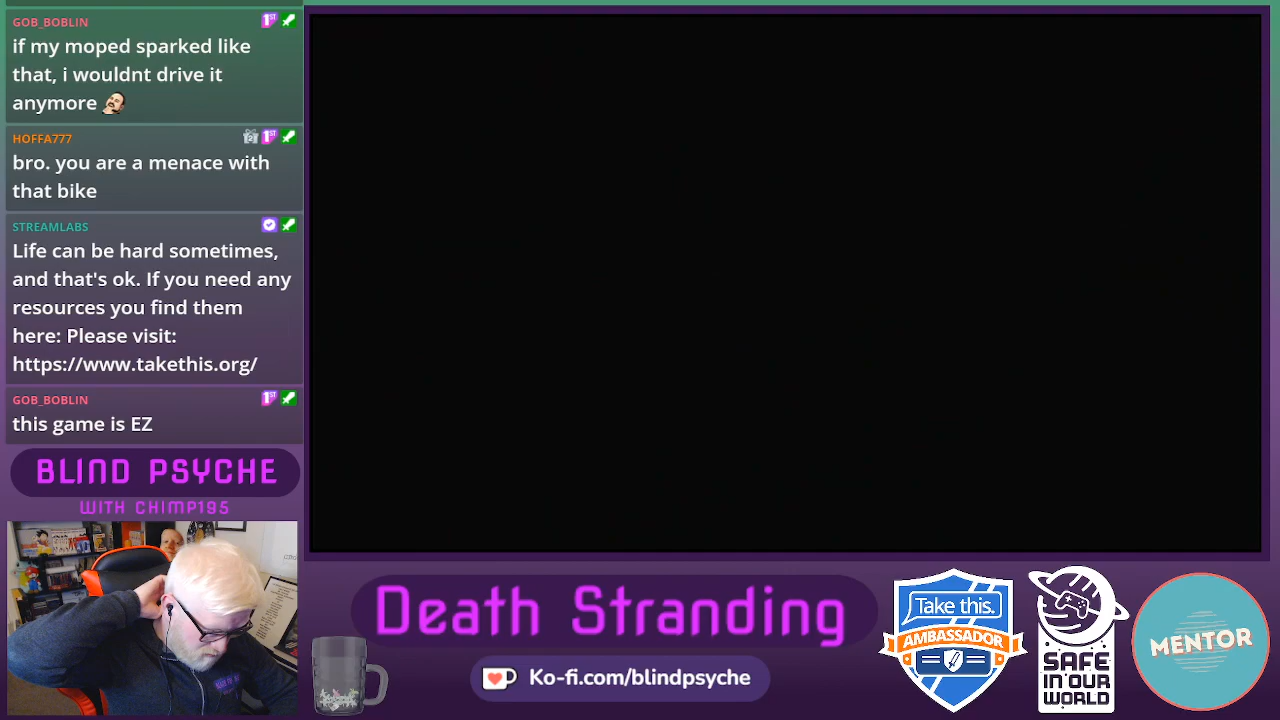 GOB_BOBLIN
if my moped sparked like
that, i wouldnt drive it
anymore
HOFFA777
bro. you are a menace with
that bike
STREAMLABS
Life can be hard sometimes,
and that's ok. If you need any
resources you find them
here: Please visit:
https://www.takethis.org/
GOB_BOBLIN
this game is EZ
BLIND PSYCHE
WITH CHIMP195
Death Stranding
Ko-fi.com/blindpsyche
Take this.
AMBASSADOR
SAFE
IN OUR
WORLD
MENTOR